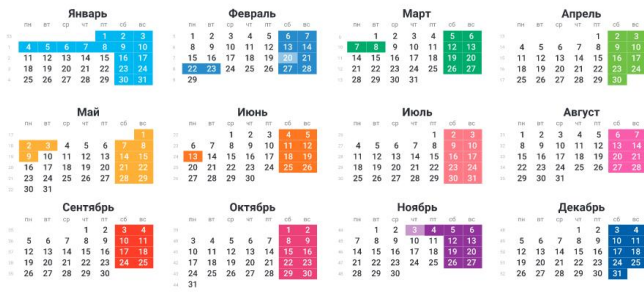 Январь
пн вт ср чт пт сб вс
1 2 3
4 5 6 7 8 9 10
11 12 13 14 15 16 17
18 19 20 21 22 23 24
25 26 27 28 29 30 31
Февраль
пн вт ср чт пт сб вс
1 2 3 4 5 6 7
8 9 10 11 12 13 14
15 16 17 18 19 20 21
22 23 24 25 26 27 28
29
Март
пн вт ср чт пт сб вс
1 2 3 4 5 6
7 8 9 10 11 12 13
14 15 16 17 18 19 20
21 22 23 24 25 26 27
28 29 30 31
Апрель
пн вт ср чт пт сб вс
1 2 3
4 5 6 7 8 9 10
11 12 13 14 15 16 17
18 19 20 21 22 23 24
25 26 27 28 29 30
Май
пн вт ср чт пт сб вс
1
2 3 4 5 6 7 8
9 10 11 12 13 14 15
16 17 18 19 20 21 22
23 24 25 26 27 28 29
30 31
Июнь
пн вт ср чт пт сб вс
1 2 3 4 5
6 7 8 9 10 11 12
13 14 15 16 17 18 19
20 21 22 23 24 25 26
27 28 29 30
Июль
пн вт ср чт пт сб вс
1 2 3
4 5 6 7 8 9 10
11 12 13 14 15 16 17
18 19 20 21 22 23 24
25 26 27 28 29 30 31
Август
пн вт ср чт пт сб вс
1 2 3 4 5 6 7
8 9 10 11 12 13 14
15 16 17 18 19 20 21
22 23 24 25 26 27 28
29 30 31
Сентябрь
пн вт ср чт пт сб вс
1 2 3 4
5 6 7 8 9 10 11
12 13 14 15 16 17 18
19 20 21 22 23 24 25
26 27 28 29 30
Октябрь
пн вт ср чт пт сб вс
1 2
3 4 5 6 7 8 9
10 11 12 13 14 15 16
17 18 19 20 21 22 23
24 25 26 27 28 29 30
31
Ноябрь
пн вт ср чт пт сб вс
1 2 3 4 5 6
7 8 9 10 11 12 13
14 15 16 17 18 19 20
21 22 23 24 25 26 27
28 29 30
Декабрь
пн вт ср чт пт сб вс
1 2 3 4
5 6 7 8 9 10 11
12 13 14 15 16 17 18
19 20 21 22 23 24 25
26 27 28 29 30 31